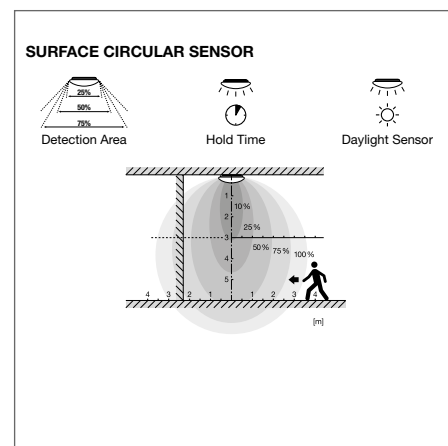 SURFACE CIRCULAR SENSOR
25%
50%
75%
Detection Area
Hold Time
Daylight Sensor
1
10%
2
25%
3
50% 75% 100%
4
5
4 3 2 1 1 2 3 4
[m]